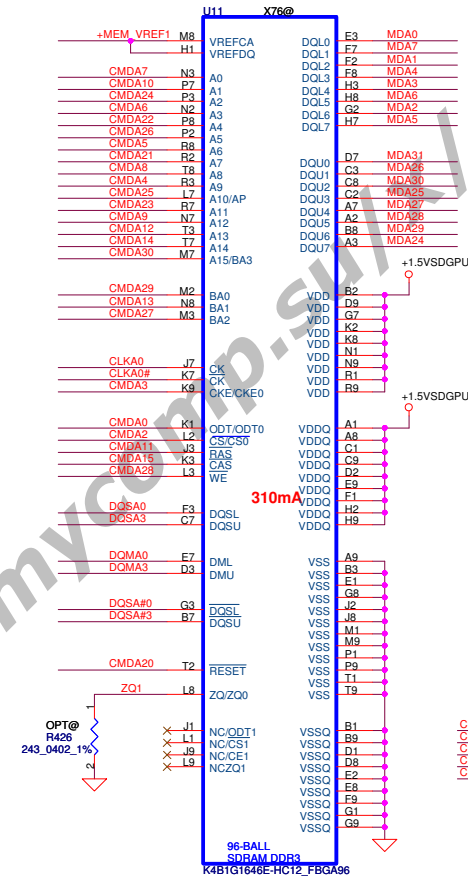 U11 X76@
+MEM_VREF1 M8 VREFCA DQL0 E3 MDA0
H1 VREFDQ DQL1 F7 MDA7
DQL2 F2 MDA1
CMDA7 N3 A0 DQL3 F8 MDA4
CMDA10 P7 A1 DQL4 H3 MDA3
CMDA24 P3 A2 DQL5 H8 MDA6
CMDA6 N2 A3 DQL6 G2 MDA2
CMDA22 P8 A4 DQL7 H7 MDA5
CMDA26 P2 A5
CMDA5 R8 A6
CMDA21 R2 A7 DQU0 D7 MDA31
CMDA8 T8 A8 DQU1 C3 MDA26
CMDA4 R3 A9 DQU2 C8 MDA30
CMDA25 L7 A10/AP DQU3 C2 MDA25
CMDA23 R7 A11 DQU4 A7 MDA27
CMDA9 N7 A12 DQU5 A2 MDA28
CMDA12 T3 A13 DQU6 B8 MDA29
CMDA14 T7 A14 DQU7 A3 MDA24
CMDA30 M7 A15/BA3
+1.5VSDGPU
CMDA29 M2 BA0 VDD B2
CMDA13 N8 BA1 VDD D9
CMDA27 M3 BA2 VDD G7
VDD K2
VDD K8
VDD N1
CLKA0 J7 CK VDD N9
CLKA0# K7 CK VDD R1
CMDA3 K9 CKE/CKE0 VDD R9
+1.5VSDGPU
CMDA0 K1 ODT/ODT0 VDDQ A1
CMDA2 L2 CS/CS0 VDDQ A8
CMDA11 J3 RAS VDDQ C1
CMDA15 K3 CAS VDDQ C9
CMDA28 L3 WE VDDQ D2
VDDQ E9
310mA VDDQ F1
DQSA0 F3 DQSL VDDQ H2
DQSA3 C7 DQSU VDDQ H9
DQMA0 E7 DML VSS A9
DQMA3 D3 DMU VSS B3
VSS E1
VSS G8
DQSA#0 G3 DQSL VSS J2
DQSA#3 B7 DQSU VSS J8
VSS M1
VSS M9
VSS P1
CMDA20 T2 RESET VSS P9
VSS T1
ZQ1 L8 ZQ/ZQ0 VSS T9
1
OPT@ J1 NC/ODT1 VSSQ B1
R426 L1 NC/CS1 VSSQ B9
243_0402_1% J9 NC/CE1 VSSQ D1
2 L9 NCZQ1 VSSQ D8
VSSQ E2
VSSQ E8
VSSQ F9
VSSQ G1
VSSQ G9
96-BALL
SDRAM DDR3
K4B1G1646E-HC12_FBGA96
mycomp.su/x/